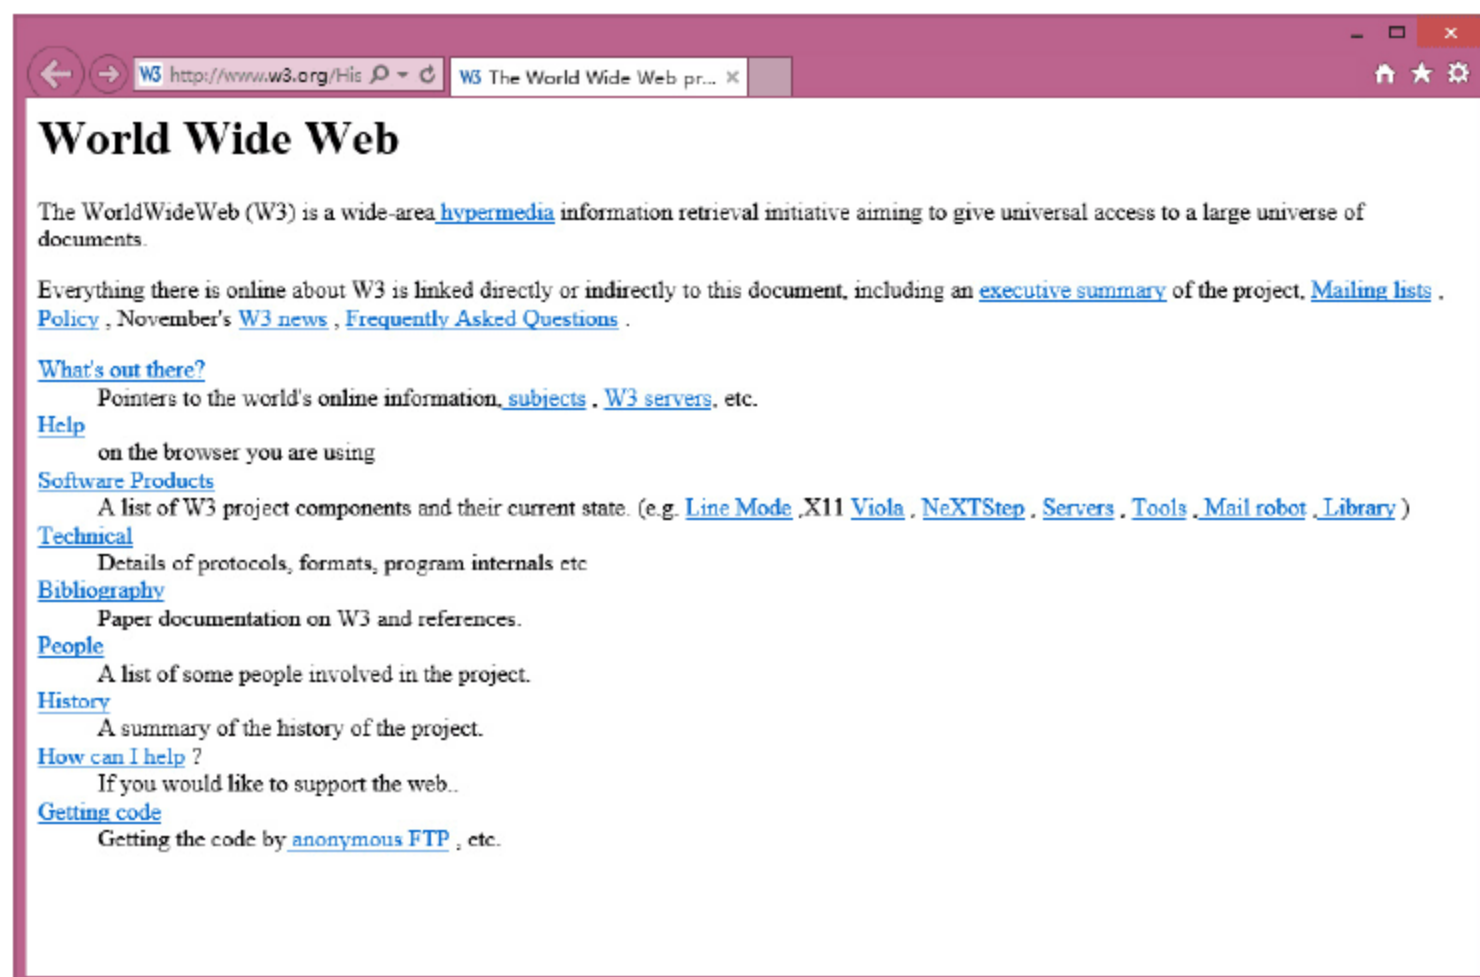 W3 http://www.w3.org/His
W3 The World Wide Web pr...
World Wide Web
The WorldWideWeb (W3) is a wide-area hypermedia information retrieval initiative aiming to give universal access to a large universe of
documents.
Everything there is online about W3 is linked directly or indirectly to this document, including an executive summary of the project, Mailing lists ,
Policy , November's W3 news , Frequently Asked Questions .
What's out there?
Pointers to the world's online information, subjects , W3 servers, etc.
Help
on the browser you are using
Software Products
A list of W3 project components and their current state. (e.g. Line Mode ,X11 Viola , NeXTStep , Servers , Tools , Mail robot , Library )
Technical
Details of protocols, formats, program internals etc
Bibliography
Paper documentation on W3 and references.
People
A list of some people involved in the project.
History
A summary of the history of the project.
How can I help ?
If you would like to support the web..
Getting code
Getting the code by anonymous FTP , etc.